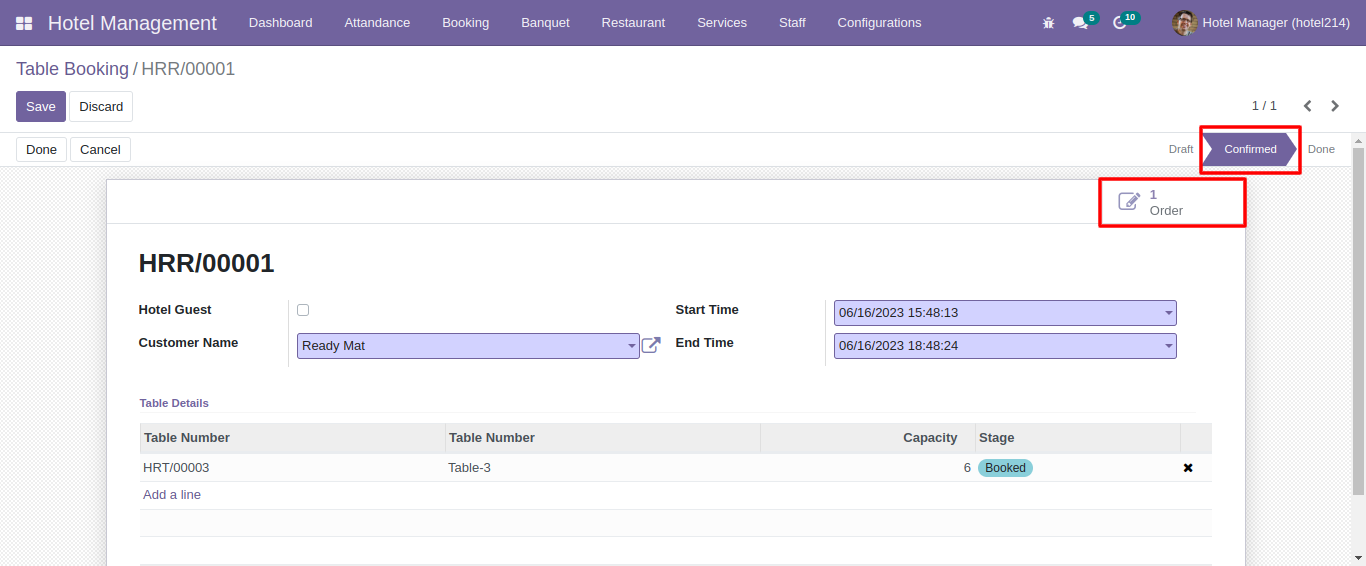 Hotel Management Dashboard Attendance Booking Banquet Restaurant Services Staff Configurations 5 10 Hotel Manager (hotel214)
Table Booking / HRR/00001
Save Discard 1 / 1
Done Cancel Draft Confirmed Done
1
Order
HRR/00001
Hotel Guest Start Time 06/16/2023 15:48:13
Customer Name Ready Mat End Time 06/16/2023 18:48:24
Table Details
Table Number Table Number Capacity Stage
HRT/00003 Table-3 6 Booked
Add a line